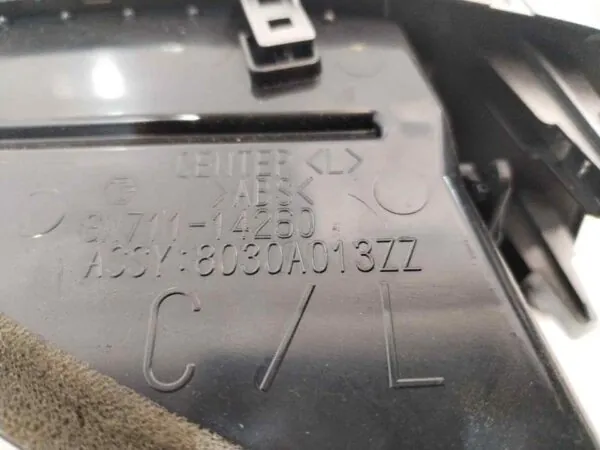 CENTER <L>
>ABS<
ASSY:8030A013ZZ
C/L